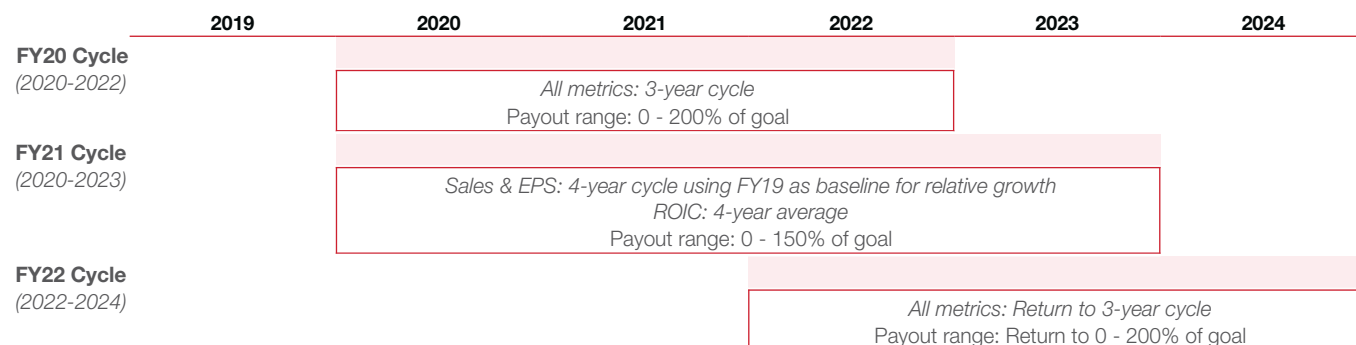 2019 2020 2021 2022 2023 2024
FY20 Cycle
(2020-2022)
All metrics: 3-year cycle
Payout range: 0 - 200% of goal
FY21 Cycle
(2020-2023)
Sales & EPS: 4-year cycle using FY19 as baseline for relative growth
ROIC: 4-year average
Payout range: 0 - 150% of goal
FY22 Cycle
(2022-2024)
All metrics: Return to 3-year cycle
Payout range: Return to 0 - 200% of goal